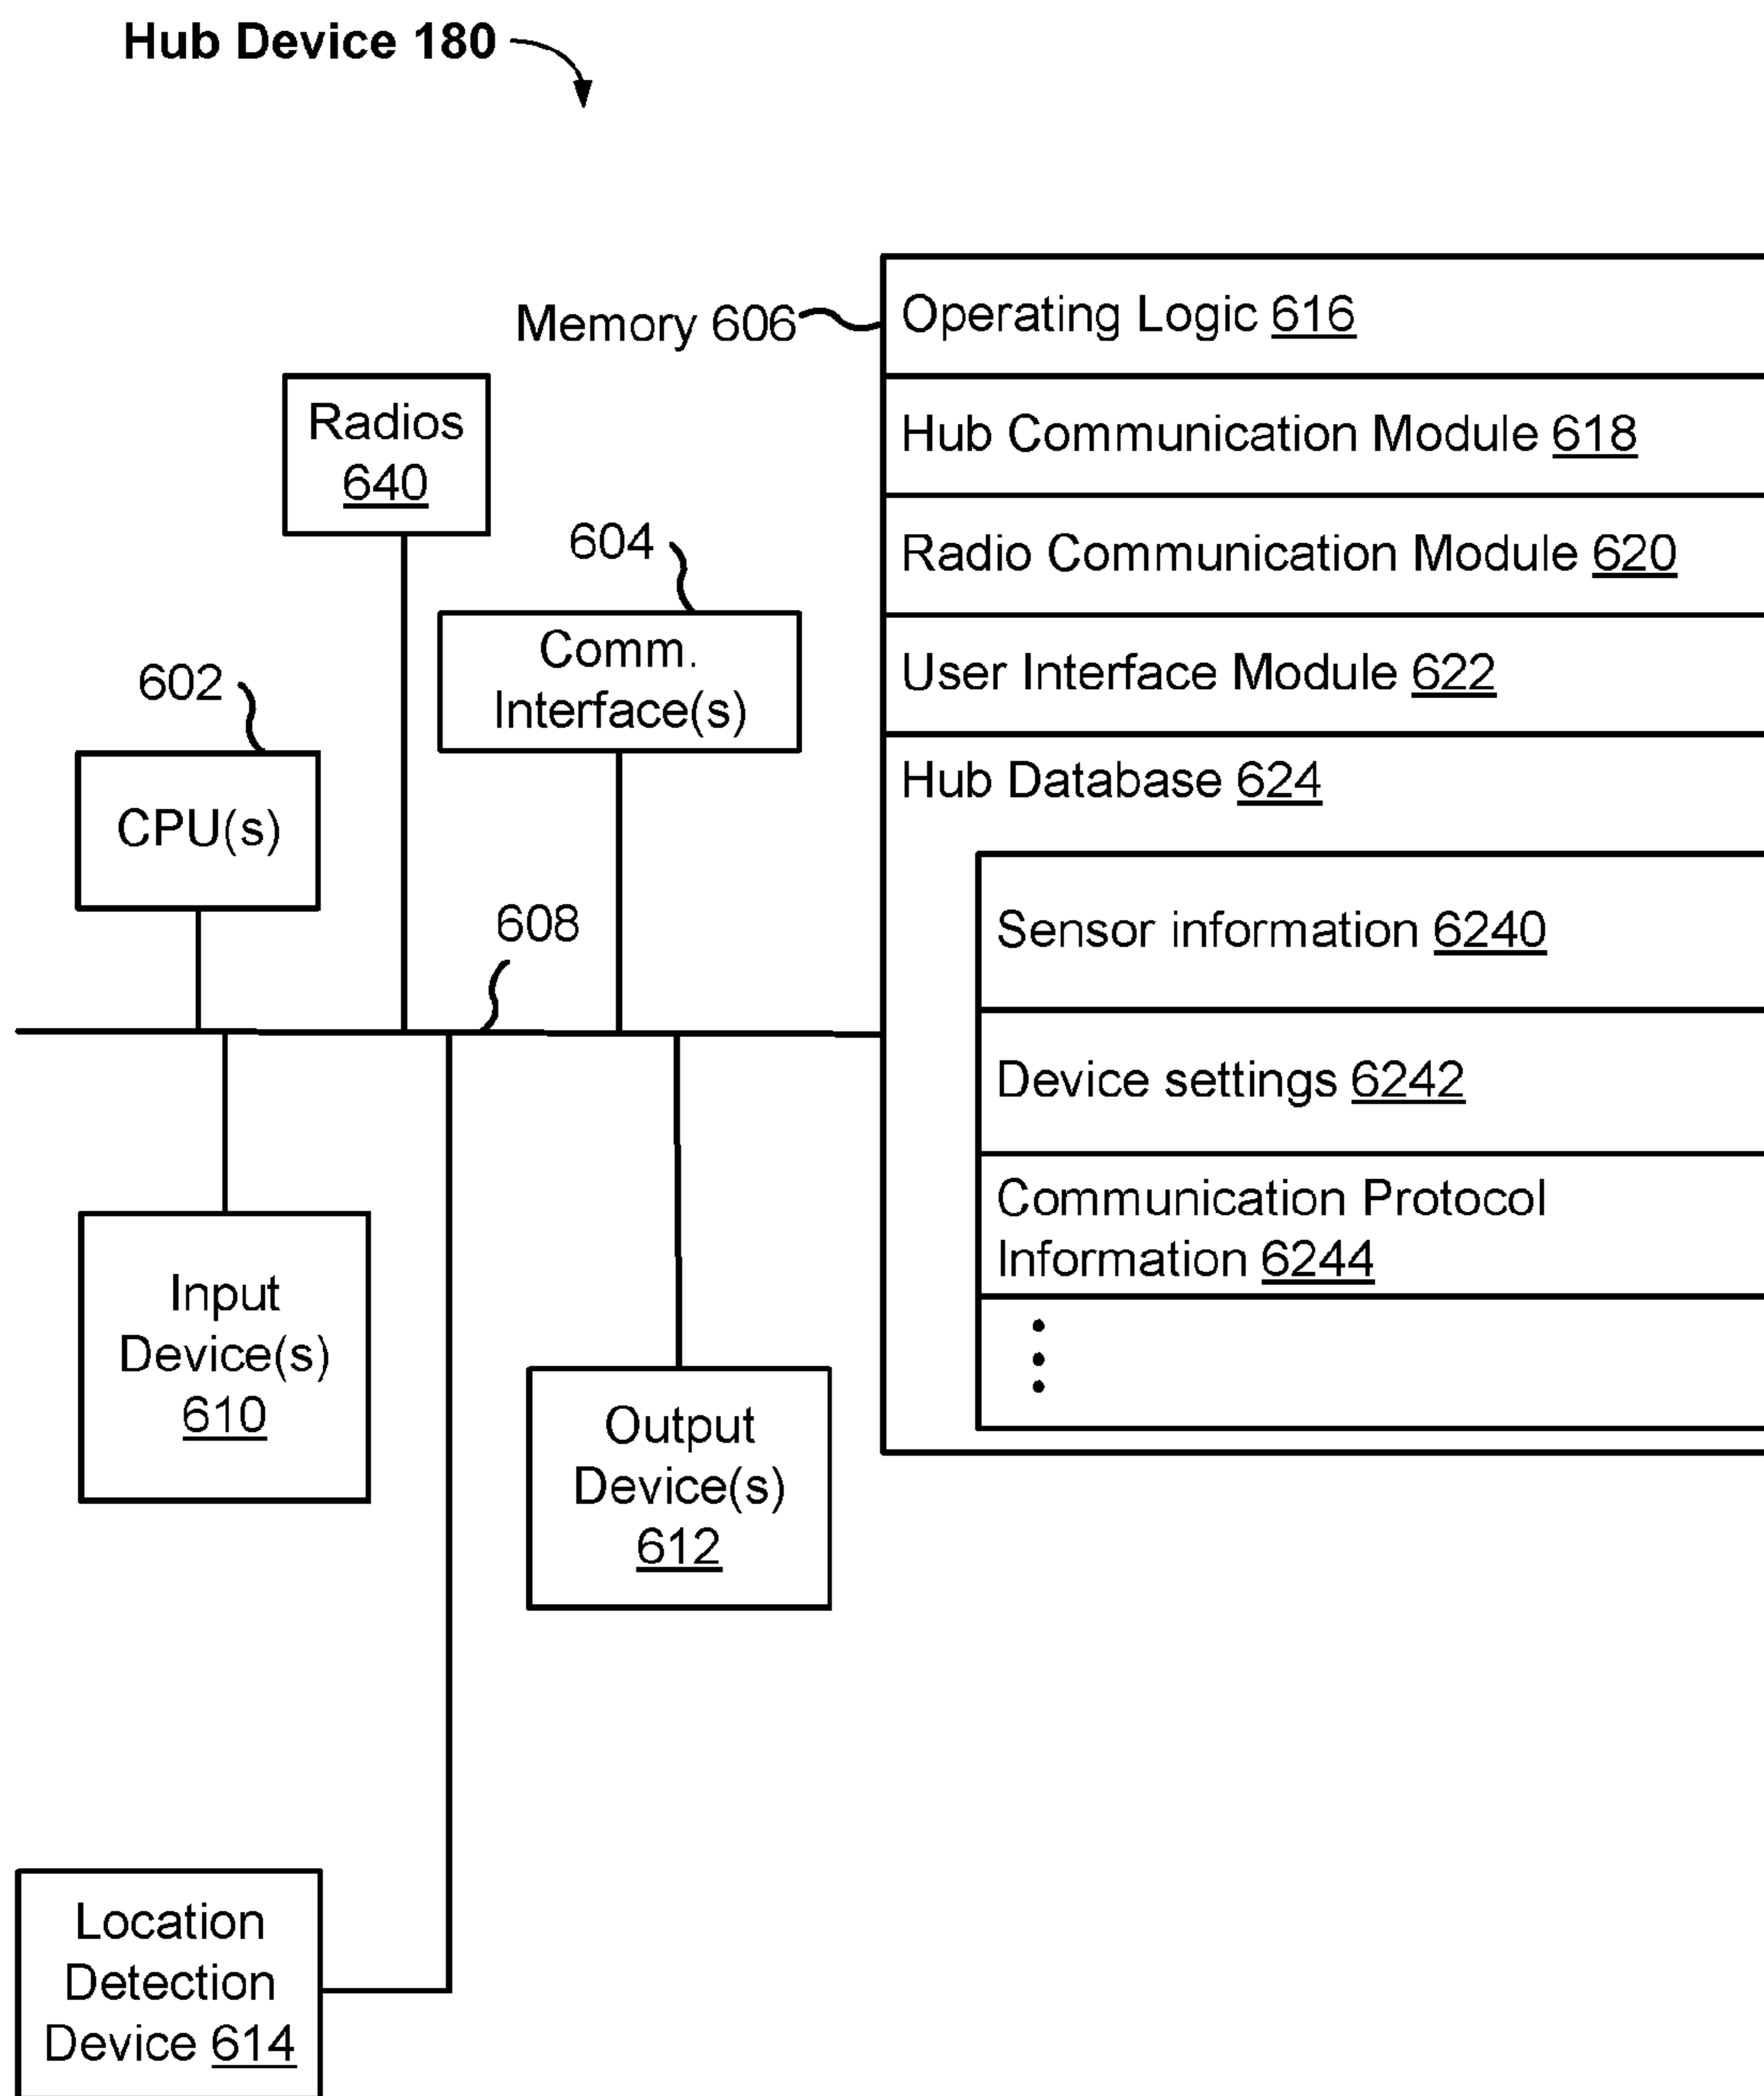 Hub Device 180
Memory 606
Operating Logic 616
Hub Communication Module 618
Radio Communication Module 620
User Interface Module 622
Hub Database 624
Sensor information 6240
Device settings 6242
Communication Protocol
Information 6244
Radios
640
604
Comm.
Interface(s)
602
CPU(s)
608
Input
Device(s)
610
Output
Device(s)
612
Location
Detection
Device 614